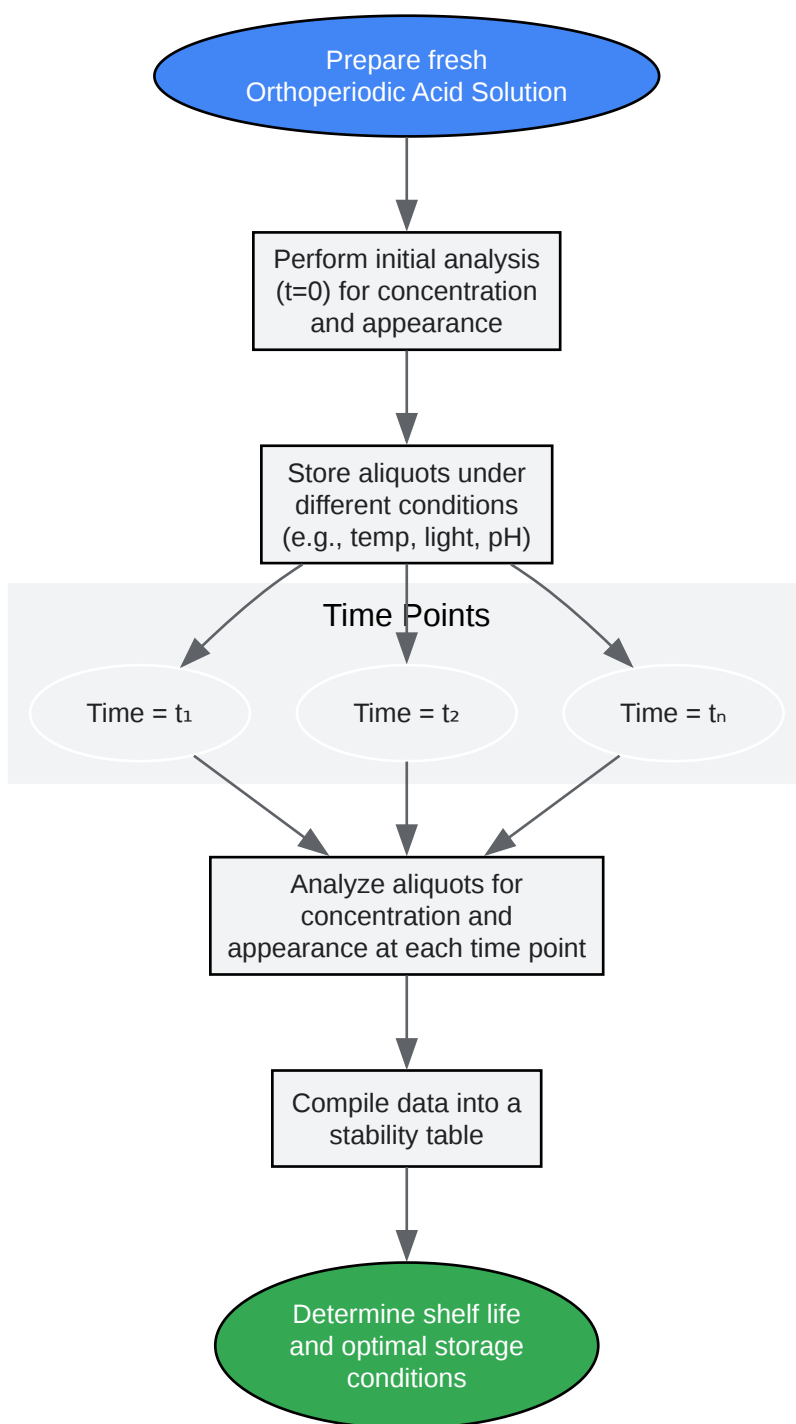 Prepare fresh
Orthoperiodic Acid Solution
Perform initial analysis
(t=0) for concentration
and appearance
Store aliquots under
different conditions
(e.g., temp, light, pH)
Time Points
Time = t₁
Time = t₂
Time = tₙ
Analyze aliquots for
concentration and
appearance at each time point
Compile data into a
stability table
Determine shelf life
and optimal storage
conditions